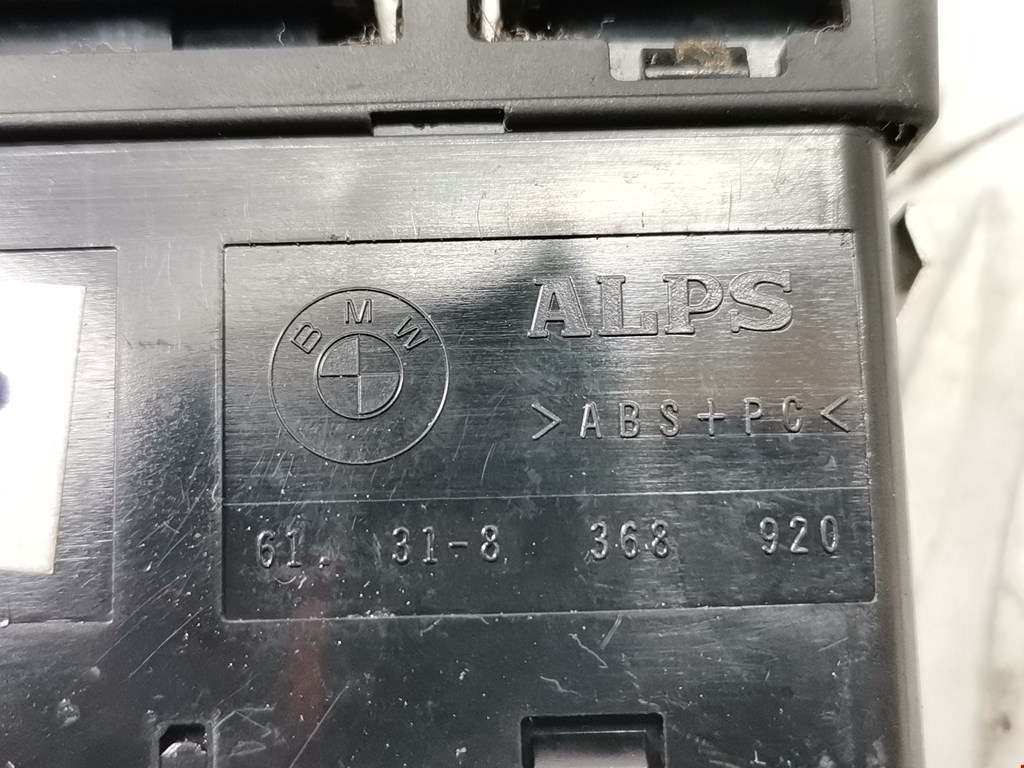 BMW
ALPS
>ABS+PC<
61. 31-8 368 920